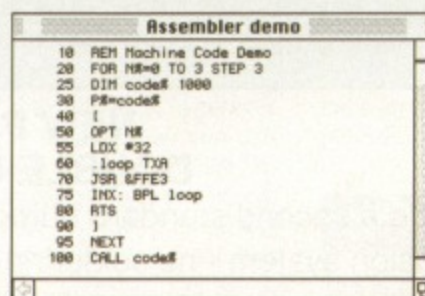 Assembler demo
10 REM Machine Code Demo
20 FOR N%=0 TO 3 STEP 3
25 DIM code% 1000
30 P%=code%
40 [
50 OPT N%
55 LDX #32
60 .loop TXA
70 JSR &FFE3
75 INX: BPL loop
80 RTS
90 ]
95 NEXT
100 CALL code%